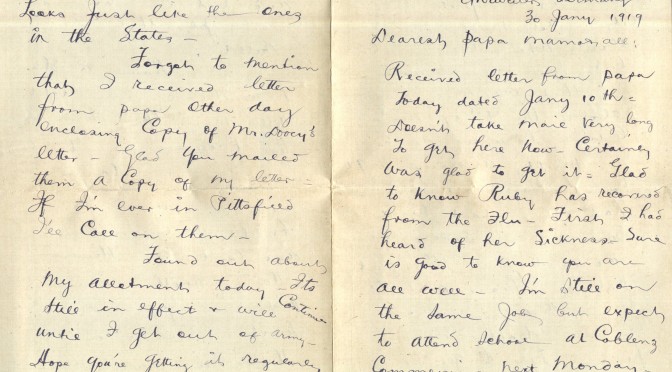 Germany
30 Jany 1919
Dearest papa mama & all:
Received letter from papa
Today dated Jany 10th =
Doesn't take mail very long
To get here now - Certainly
was glad to get it = Glad
to know Ruby has recovered
from the flu - First I had
heard of her Sickness - Sure
is good to know you are
all well - I'm still on
the same Job but expect
to attend School at Coblenz
next Monday -
Looks Just like the ones
in the States -
Forgot to mention
that I received letter
from papa other day
enclosing Copy of Mr.
letter - Glad you mailed
them a Copy of my letter -
If I'm ever in Pittsfield
I'll Call on them -
Found out about
my allotment today - Its
still in effect & will Continue
until I get out of army -
Hope you're getting it regularly